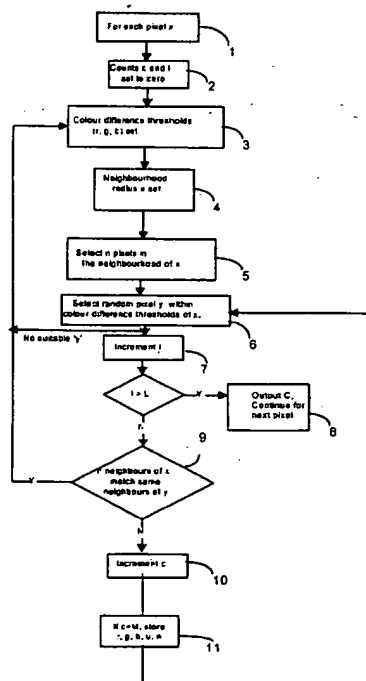 For each pixel x
1
Counts c and I
set to zero
2
Colour difference thresholds
(r, g, b) set
3
Neighbourhood
radius u set
4
Select n pixels in
the neighbourhood of x
5
Select random pixel y within
colour difference thresholds of x.
6
No suitable 'y'
Increment I
7
I > L
Y
Output C,
Continue for
next pixel
8
N
9
neighbours of x
match same
neighbours of y
Y
N
Increment c
10
If c=M, store
r, g, b, u, n
11